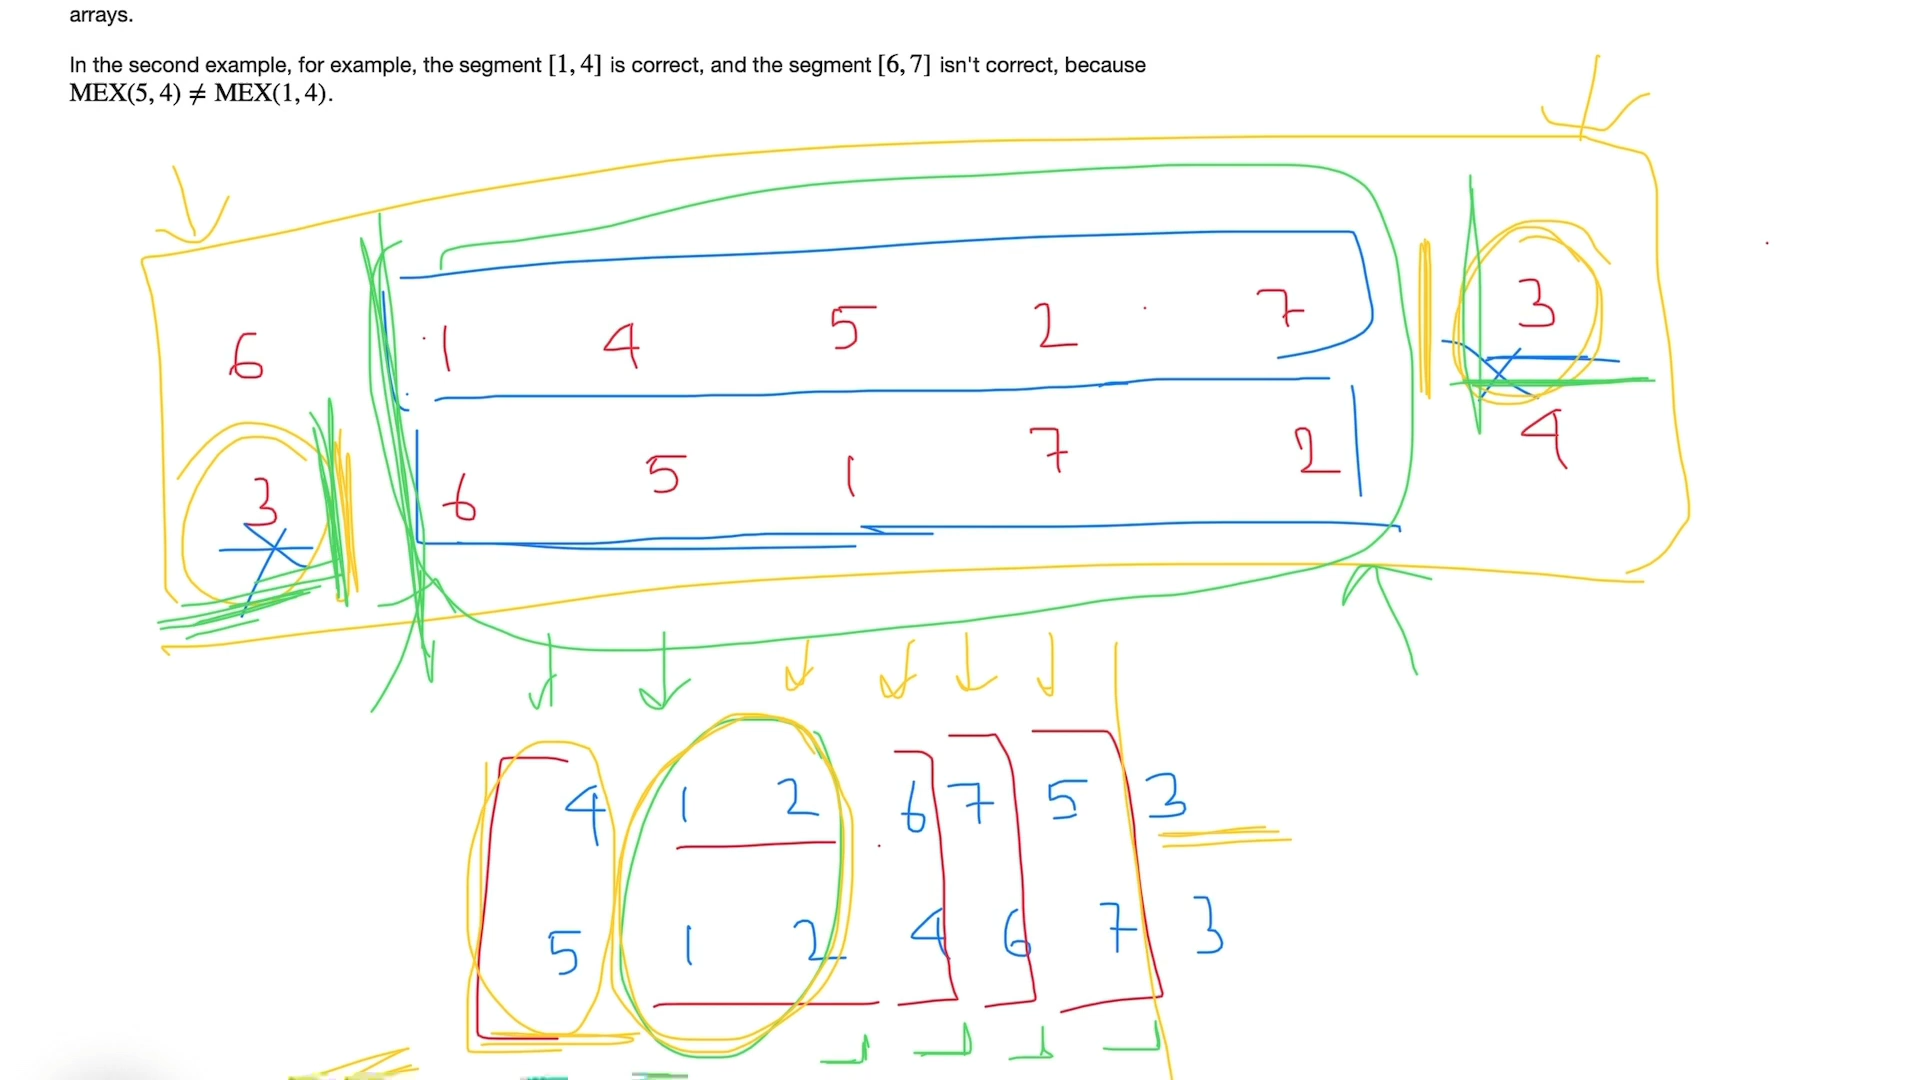 arrays.
In the second example, for example, the segment [1, 4] is correct, and the segment [6, 7] isn't correct, because
MEX(5, 4) ≠ MEX(1, 4).
6 1 4 5 2 7 3
3 6 5 1 7 2 4
4 1 2 6 7 5 3
5 1 2 4 6 7 3